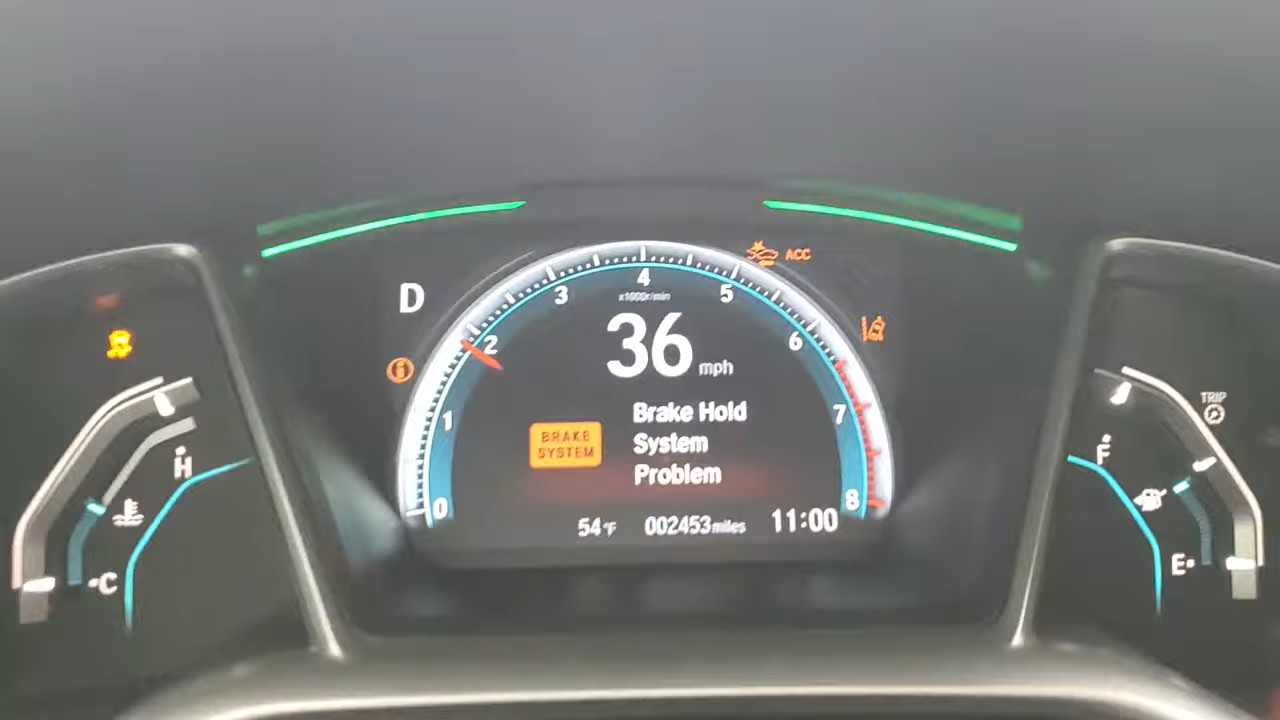 ACC
D
0
1
2
3
4
5
6
7
8
x1000r/min
36 mph
BRAKE
SYSTEM
Brake Hold
System
Problem
54°F 002453miles 11:00
H
C
TRIP
F
E